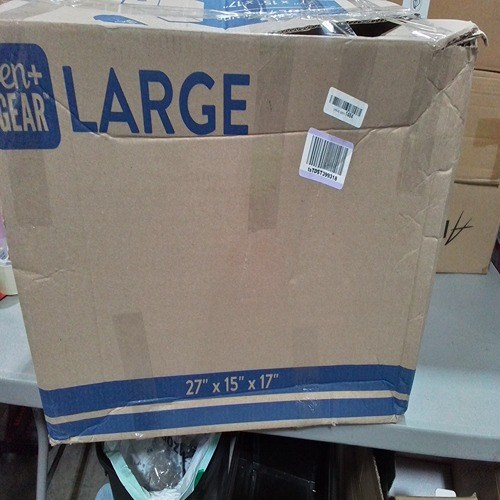 en+
GEAR
LARGE
27" x 15" x 17"